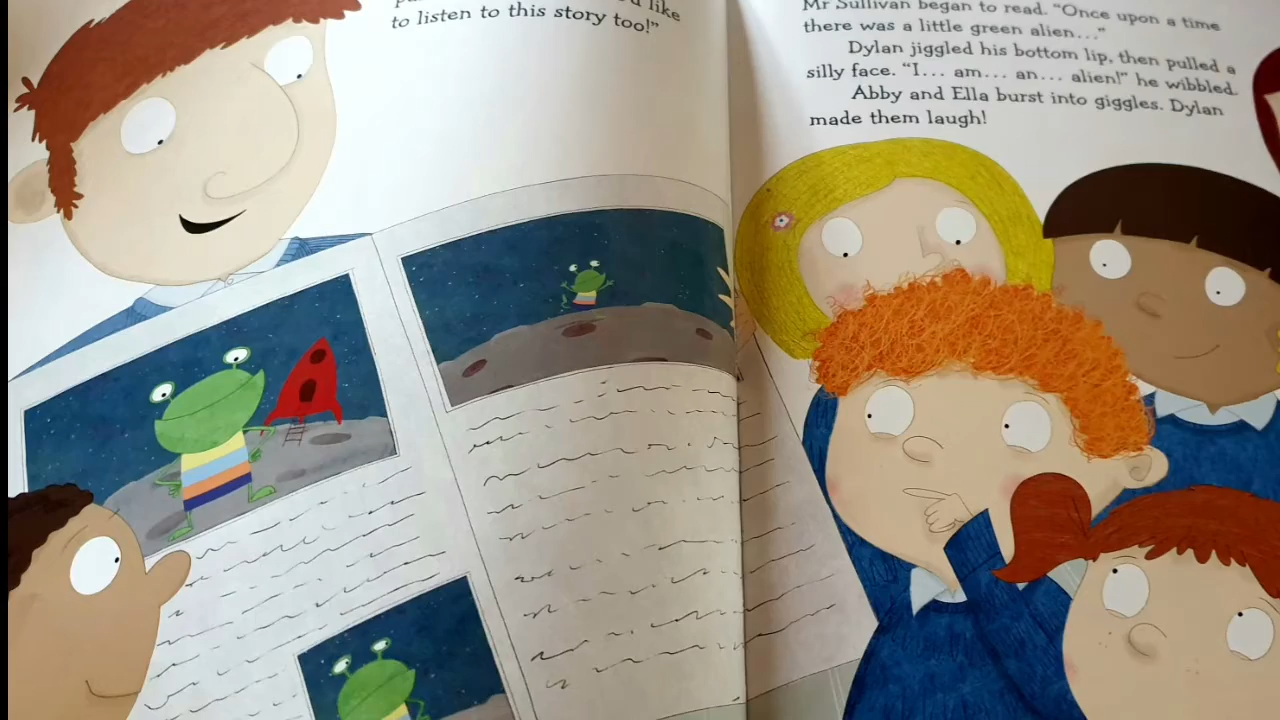 like
to listen to this story too!”
Mr Sullivan began to read. “Once upon a time
there was a little green alien...”
Dylan jiggled his bottom lip, then pulled a
silly face. “I... am... an... alien!” he wibbled.
Abby and Ella burst into giggles. Dylan
made them laugh!